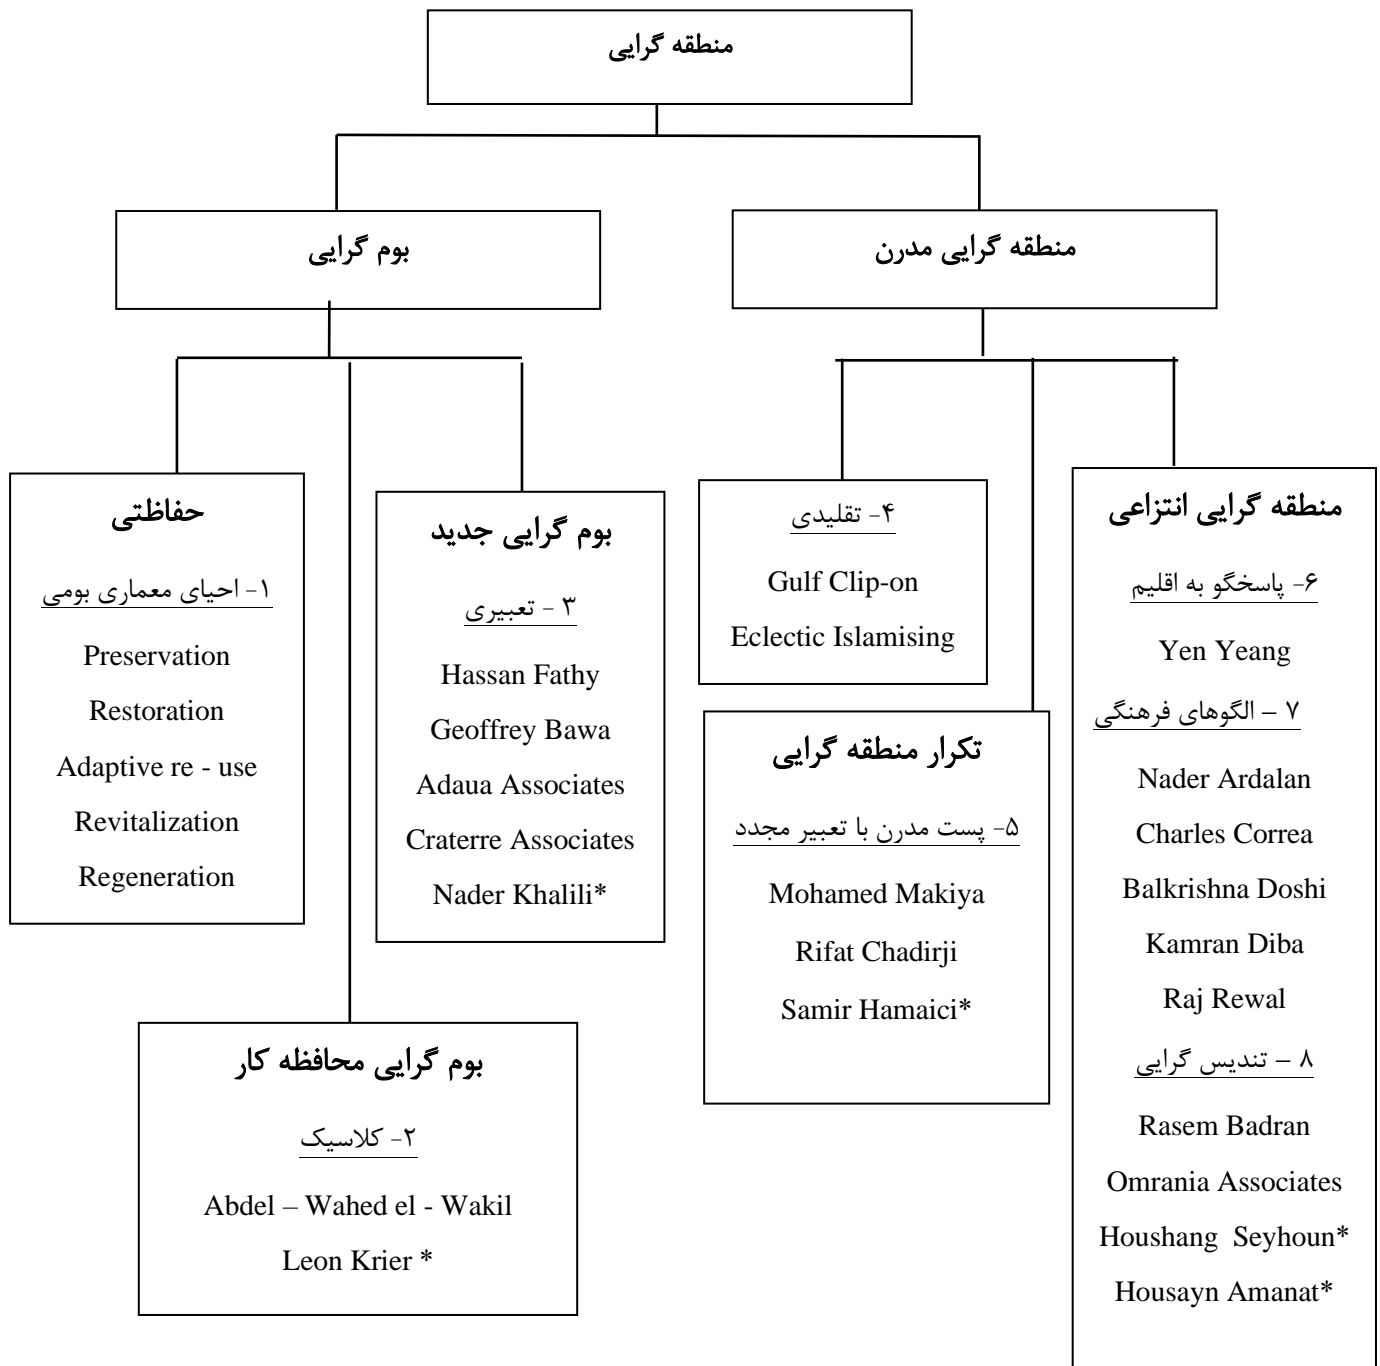 منطقه گرایی
منطقه گرایی مدرن
بوم گرایی
منطقه گرایی انتزاعی
۶- پاسخگو به اقلیم
Yen Yeang
۷ – الگوهای فرهنگی
Nader Ardalan
Charles Correa
Balkrishna Doshi
Kamran Diba
Raj Rewal
۸ – تندیس گرایی
Rasem Badran
Omrania Associates
Houshang Seyhoun*
Housayn Amanat*
۴- تقلیدی
Gulf Clip-on
Eclectic Islamising
تکرار منطقه گرایی
۵- پست مدرن با تعبیر مجدد
Mohamed Makiya
Rifat Chadirji
Samir Hamaici*
بوم گرایی جدید
۳ - تعبیری
Hassan Fathy
Geoffrey Bawa
Adaua Associates
Craterre Associates
Nader Khalili*
حفاظتی
۱- احیای معماری بومی
Preservation
Restoration
Adaptive re - use
Revitalization
Regeneration
بوم گرایی محافظه کار
۲- کلاسیک
Abdel – Wahed el - Wakil
Leon Krier *